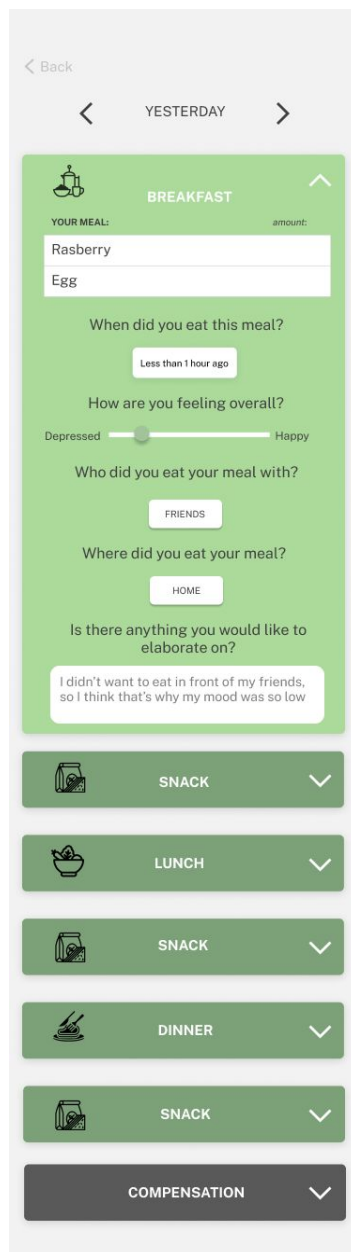 Back
YESTERDAY
BREAKFAST
YOUR MEAL: amount:
Rasberry
Egg
When did you eat this meal?
Less than 1 hour ago
How are you feeling overall?
Depressed Happy
Who did you eat your meal with?
FRIENDS
Where did you eat your meal?
HOME
Is there anything you would like to
elaborate on?
I didn't want to eat in front of my friends,
so I think that's why my mood was so low
SNACK
LUNCH
SNACK
DINNER
SNACK
COMPENSATION